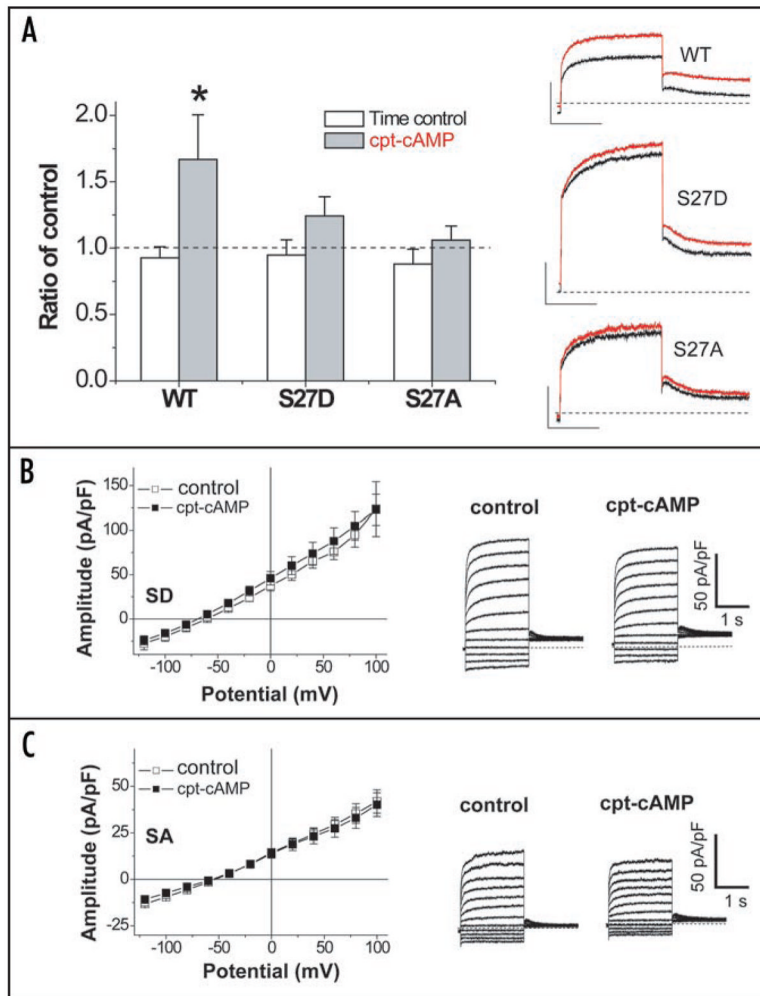 A
Ratio of control
2.0
1.5
1.0
0.5
0.0
*
Time control
cpt-cAMP
WT S27D S27A
WT
S27D
S27A
B
Amplitude (pA/pF)
150
100
50
0
control
cpt-cAMP
SD
-100 -50 0 50 100
Potential (mV)
control cpt-cAMP
50 pA/pF
1 s
C
Amplitude (pA/pF)
50
25
0
-25
control
cpt-cAMP
SA
-100 -50 0 50 100
Potential (mV)
control cpt-cAMP
50 pA/pF
1 s